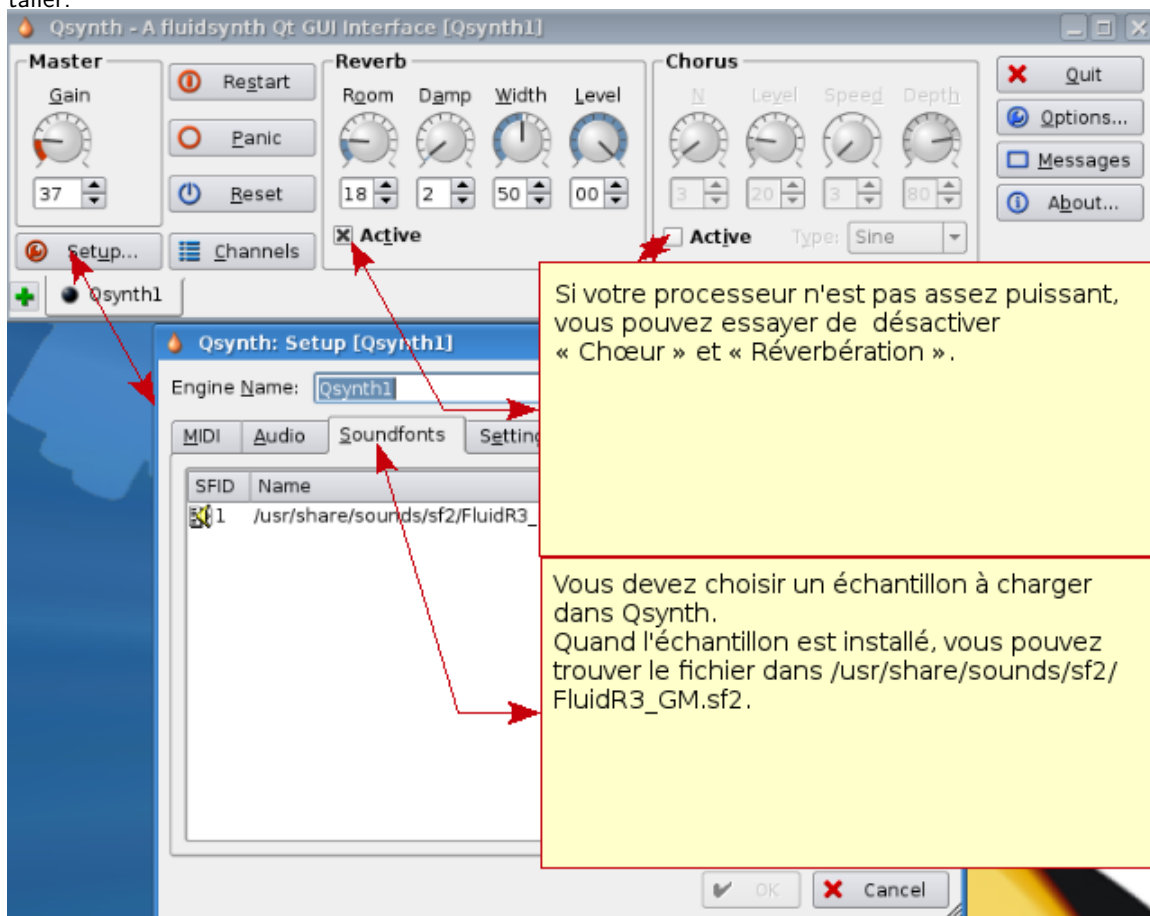 taller.
Qsynth - A fluidsynth Qt GUI Interface [Qsynth1]
Master
Gain
37
Setup...
Restart
Panic
Reset
Channels
Reverb
Room Damp Width Level
18 2 50 00
Active
Chorus
N Level Speed Depth
3 20 3 80
Active Type: Sine
Quit
Options...
Messages
About...
Qsynth1
Si votre processeur n'est pas assez puissant,
vous pouvez essayer de désactiver
« Chœur » et « Réverbération ».
Qsynth: Setup [Qsynth1]
Engine Name: Qsynth1
MIDI Audio Soundfonts Setting
SFID Name
1 /usr/share/sounds/sf2/FluidR3_
Vous devez choisir un échantillon à charger
dans Qsynth.
Quand l'échantillon est installé, vous pouvez
trouver le fichier dans /usr/share/sounds/sf2/
FluidR3_GM.sf2.
OK Cancel